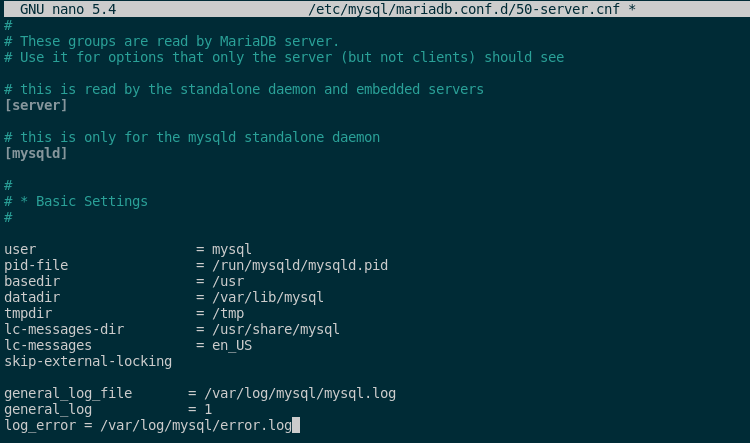 GNU nano 5.4                        /etc/mysql/mariadb.conf.d/50-server.cnf *
#
# These groups are read by MariaDB server.
# Use it for options that only the server (but not clients) should see

# this is read by the standalone daemon and embedded servers
[server]

# this is only for the mysqld standalone daemon
[mysqld]

#
# * Basic Settings
#

user                    = mysql
pid-file                = /run/mysqld/mysqld.pid
basedir                 = /usr
datadir                 = /var/lib/mysql
tmpdir                  = /tmp
lc-messages-dir         = /usr/share/mysql
lc-messages             = en_US
skip-external-locking

general_log_file       = /var/log/mysql/mysql.log
general_log            = 1
log_error = /var/log/mysql/error.log